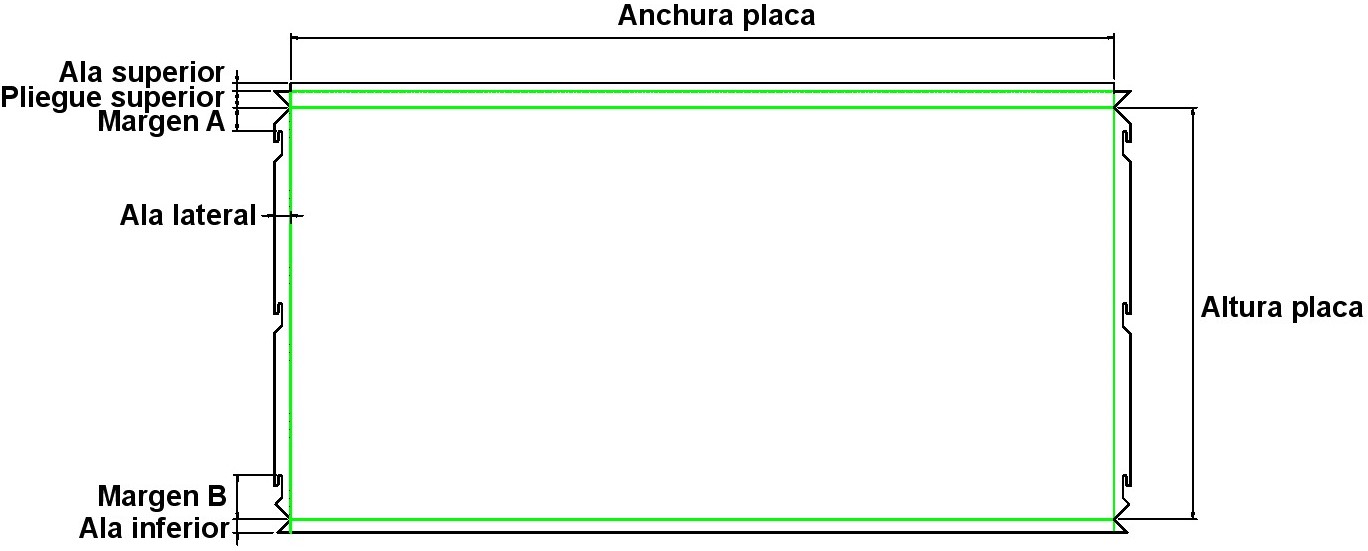 Anchura placa
Ala superior
Pliegue superior
Margen A
Ala lateral
Altura placa
Margen B
Ala inferior